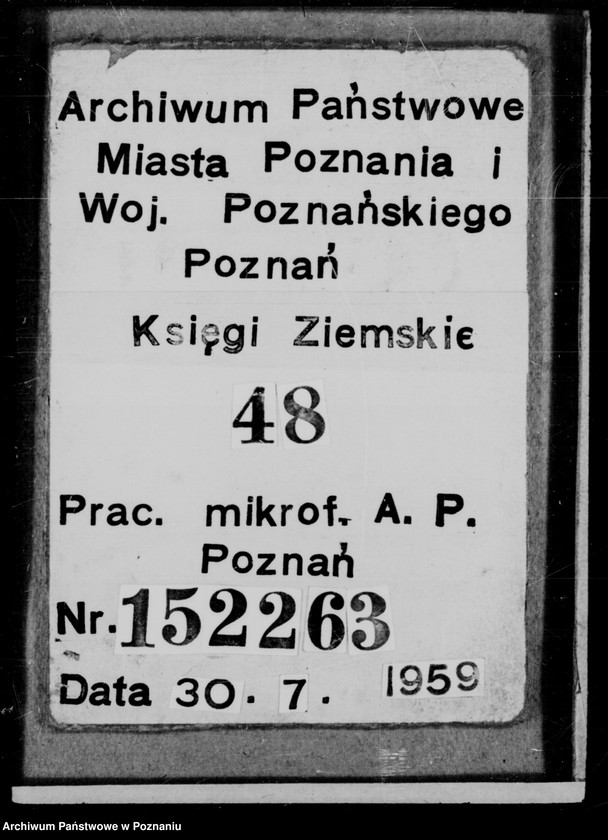 Archiwum Państwowe
Miasta Poznania i
Woj. Poznańskiego
Poznań
Księgi Ziemskie
48
Prac. mikrof. A. P.
Poznań
Nr. 152263
Data 30. 7. 1959
Archiwum Państwowe w Poznaniu